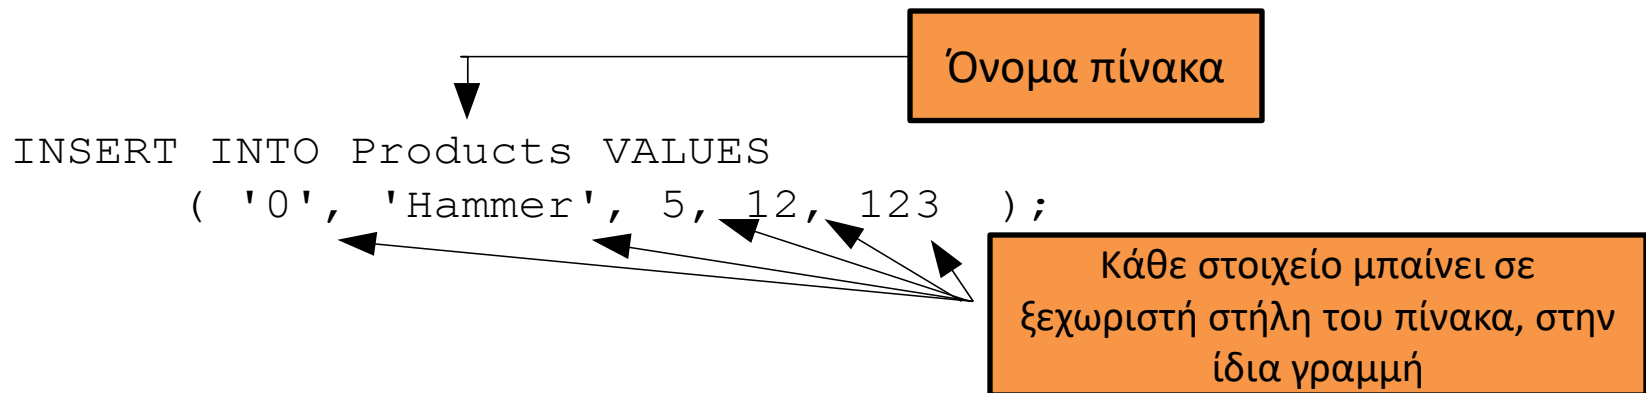 Όνομα πίνακα
INSERT INTO Products VALUES
( '0', 'Hammer', 5, 12, 123 );
Κάθε στοιχείο μπαίνει σε
ξεχωριστή στήλη του πίνακα, στην
ίδια γραμμή